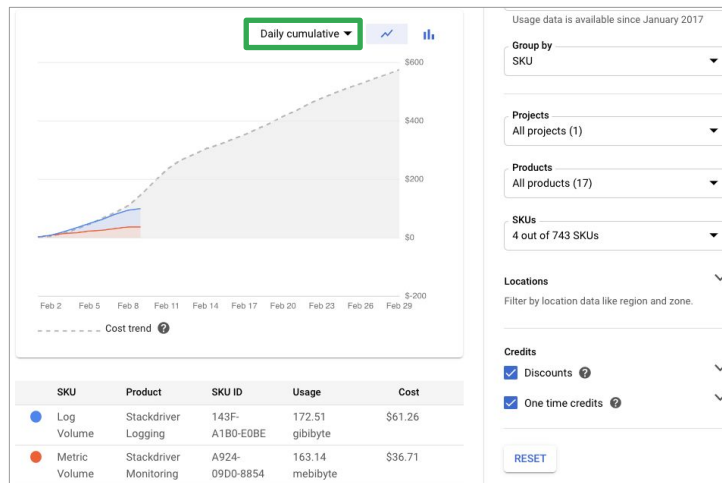 Daily cumulative
$600
$400
$200
$0
$-200
Feb 2 Feb 5 Feb 8 Feb 11 Feb 14 Feb 17 Feb 20 Feb 23 Feb 26 Feb 29
Cost trend ?
SKU Product SKU ID Usage Cost
Log Stackdriver 143F- 172.51 $61.26
Volume Logging A1B0-E0BE gibibyte
Metric Stackdriver A924- 163.14 $36.71
Volume Monitoring 09D0-8854 mebibyte
Usage data is available since January 2017
Group by
SKU
Projects
All projects (1)
Products
All products (17)
SKUs
4 out of 743 SKUs
Locations
Filter by location data like region and zone.
Credits
Discounts ?
One time credits ?
RESET